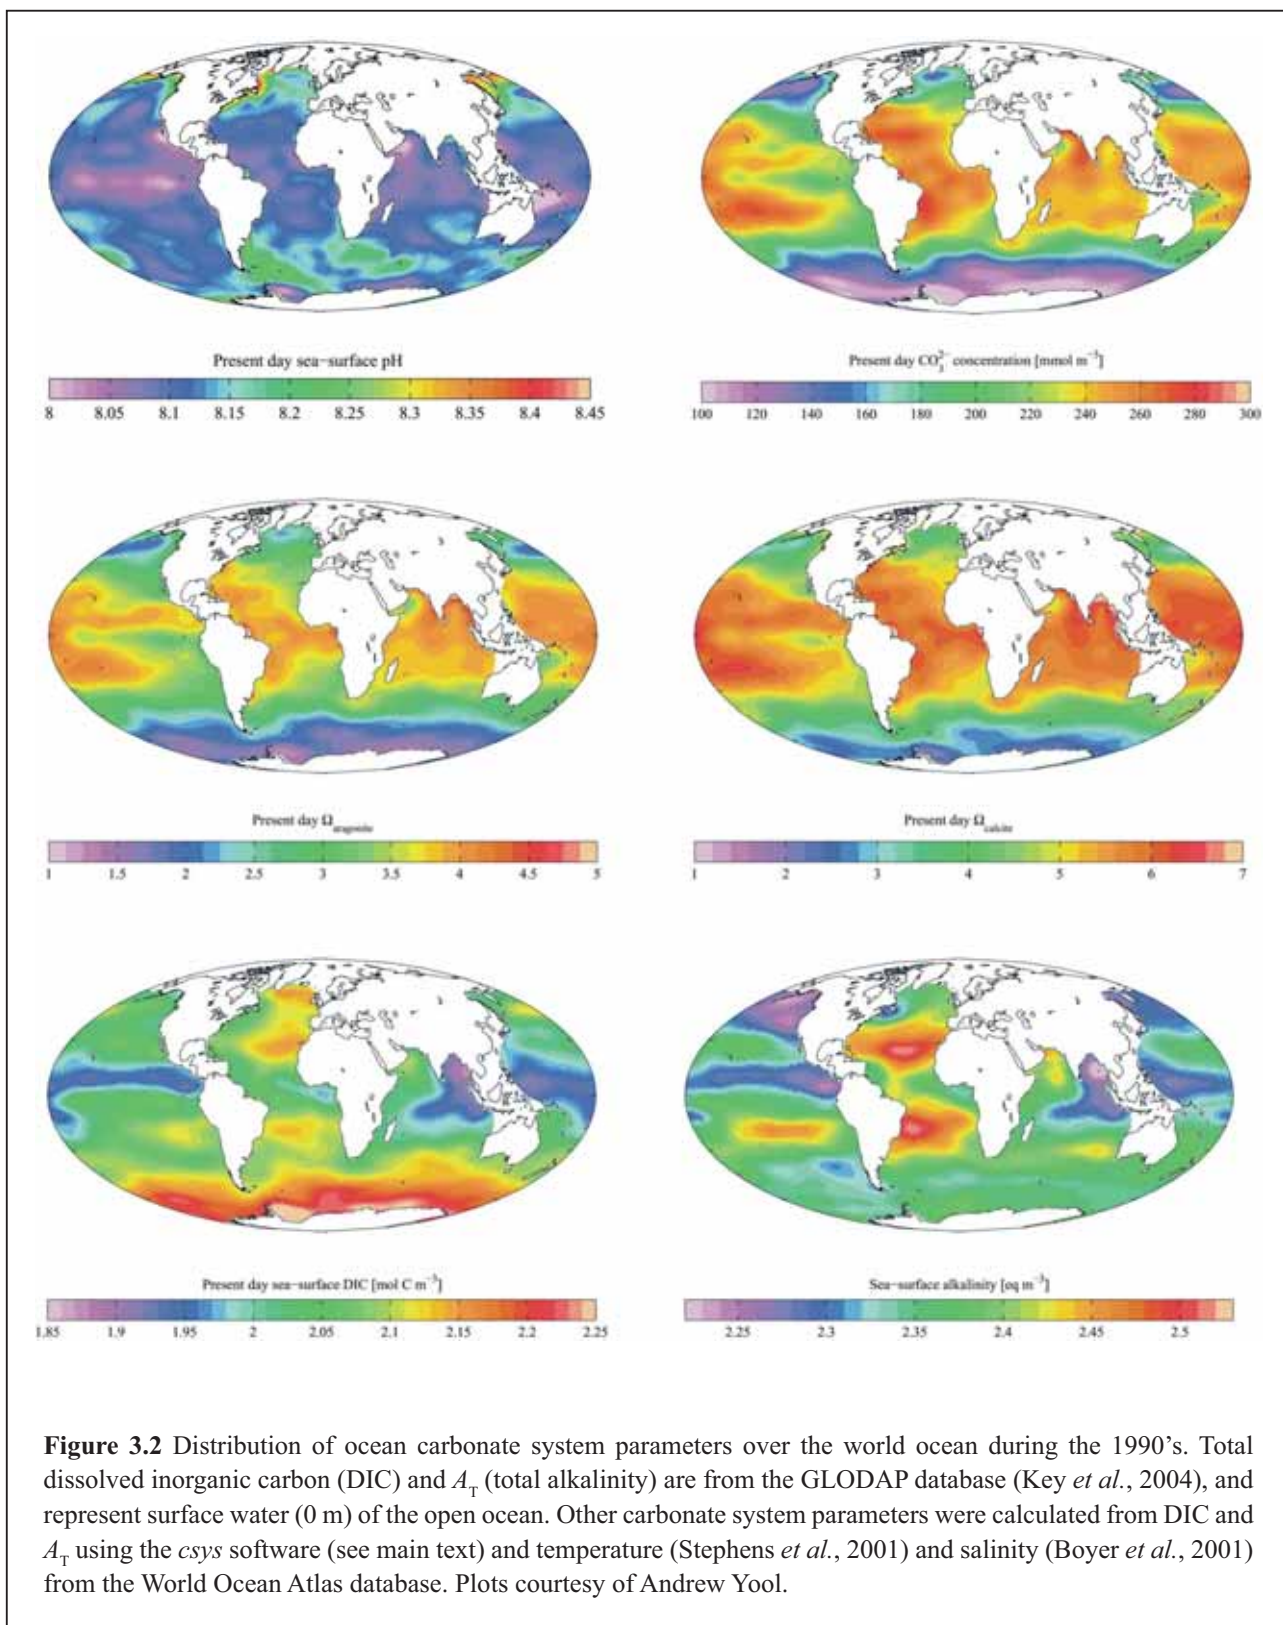 Present day sea−surface pH
8 8.05 8.1 8.15 8.2 8.25 8.3 8.35 8.4 8.45
Present day CO₃²⁻ concentration [mmol m⁻³]
100 120 140 160 180 200 220 240 260 280 300
Present day Ωaragonite
1 1.5 2 2.5 3 3.5 4 4.5 5
Present day Ωcalcite
1 2 3 4 5 6 7
Present day sea−surface DIC [mol C m⁻³]
1.85 1.9 1.95 2 2.05 2.1 2.15 2.2 2.25
Sea−surface alkalinity [eq m⁻³]
2.25 2.3 2.35 2.4 2.45 2.5
Figure 3.2 Distribution of ocean carbonate system parameters over the world ocean during the 1990’s. Total
dissolved inorganic carbon (DIC) and A_T (total alkalinity) are from the GLODAP database (Key et al., 2004), and
represent surface water (0 m) of the open ocean. Other carbonate system parameters were calculated from DIC and
A_T using the csys software (see main text) and temperature (Stephens et al., 2001) and salinity (Boyer et al., 2001)
from the World Ocean Atlas database. Plots courtesy of Andrew Yool.